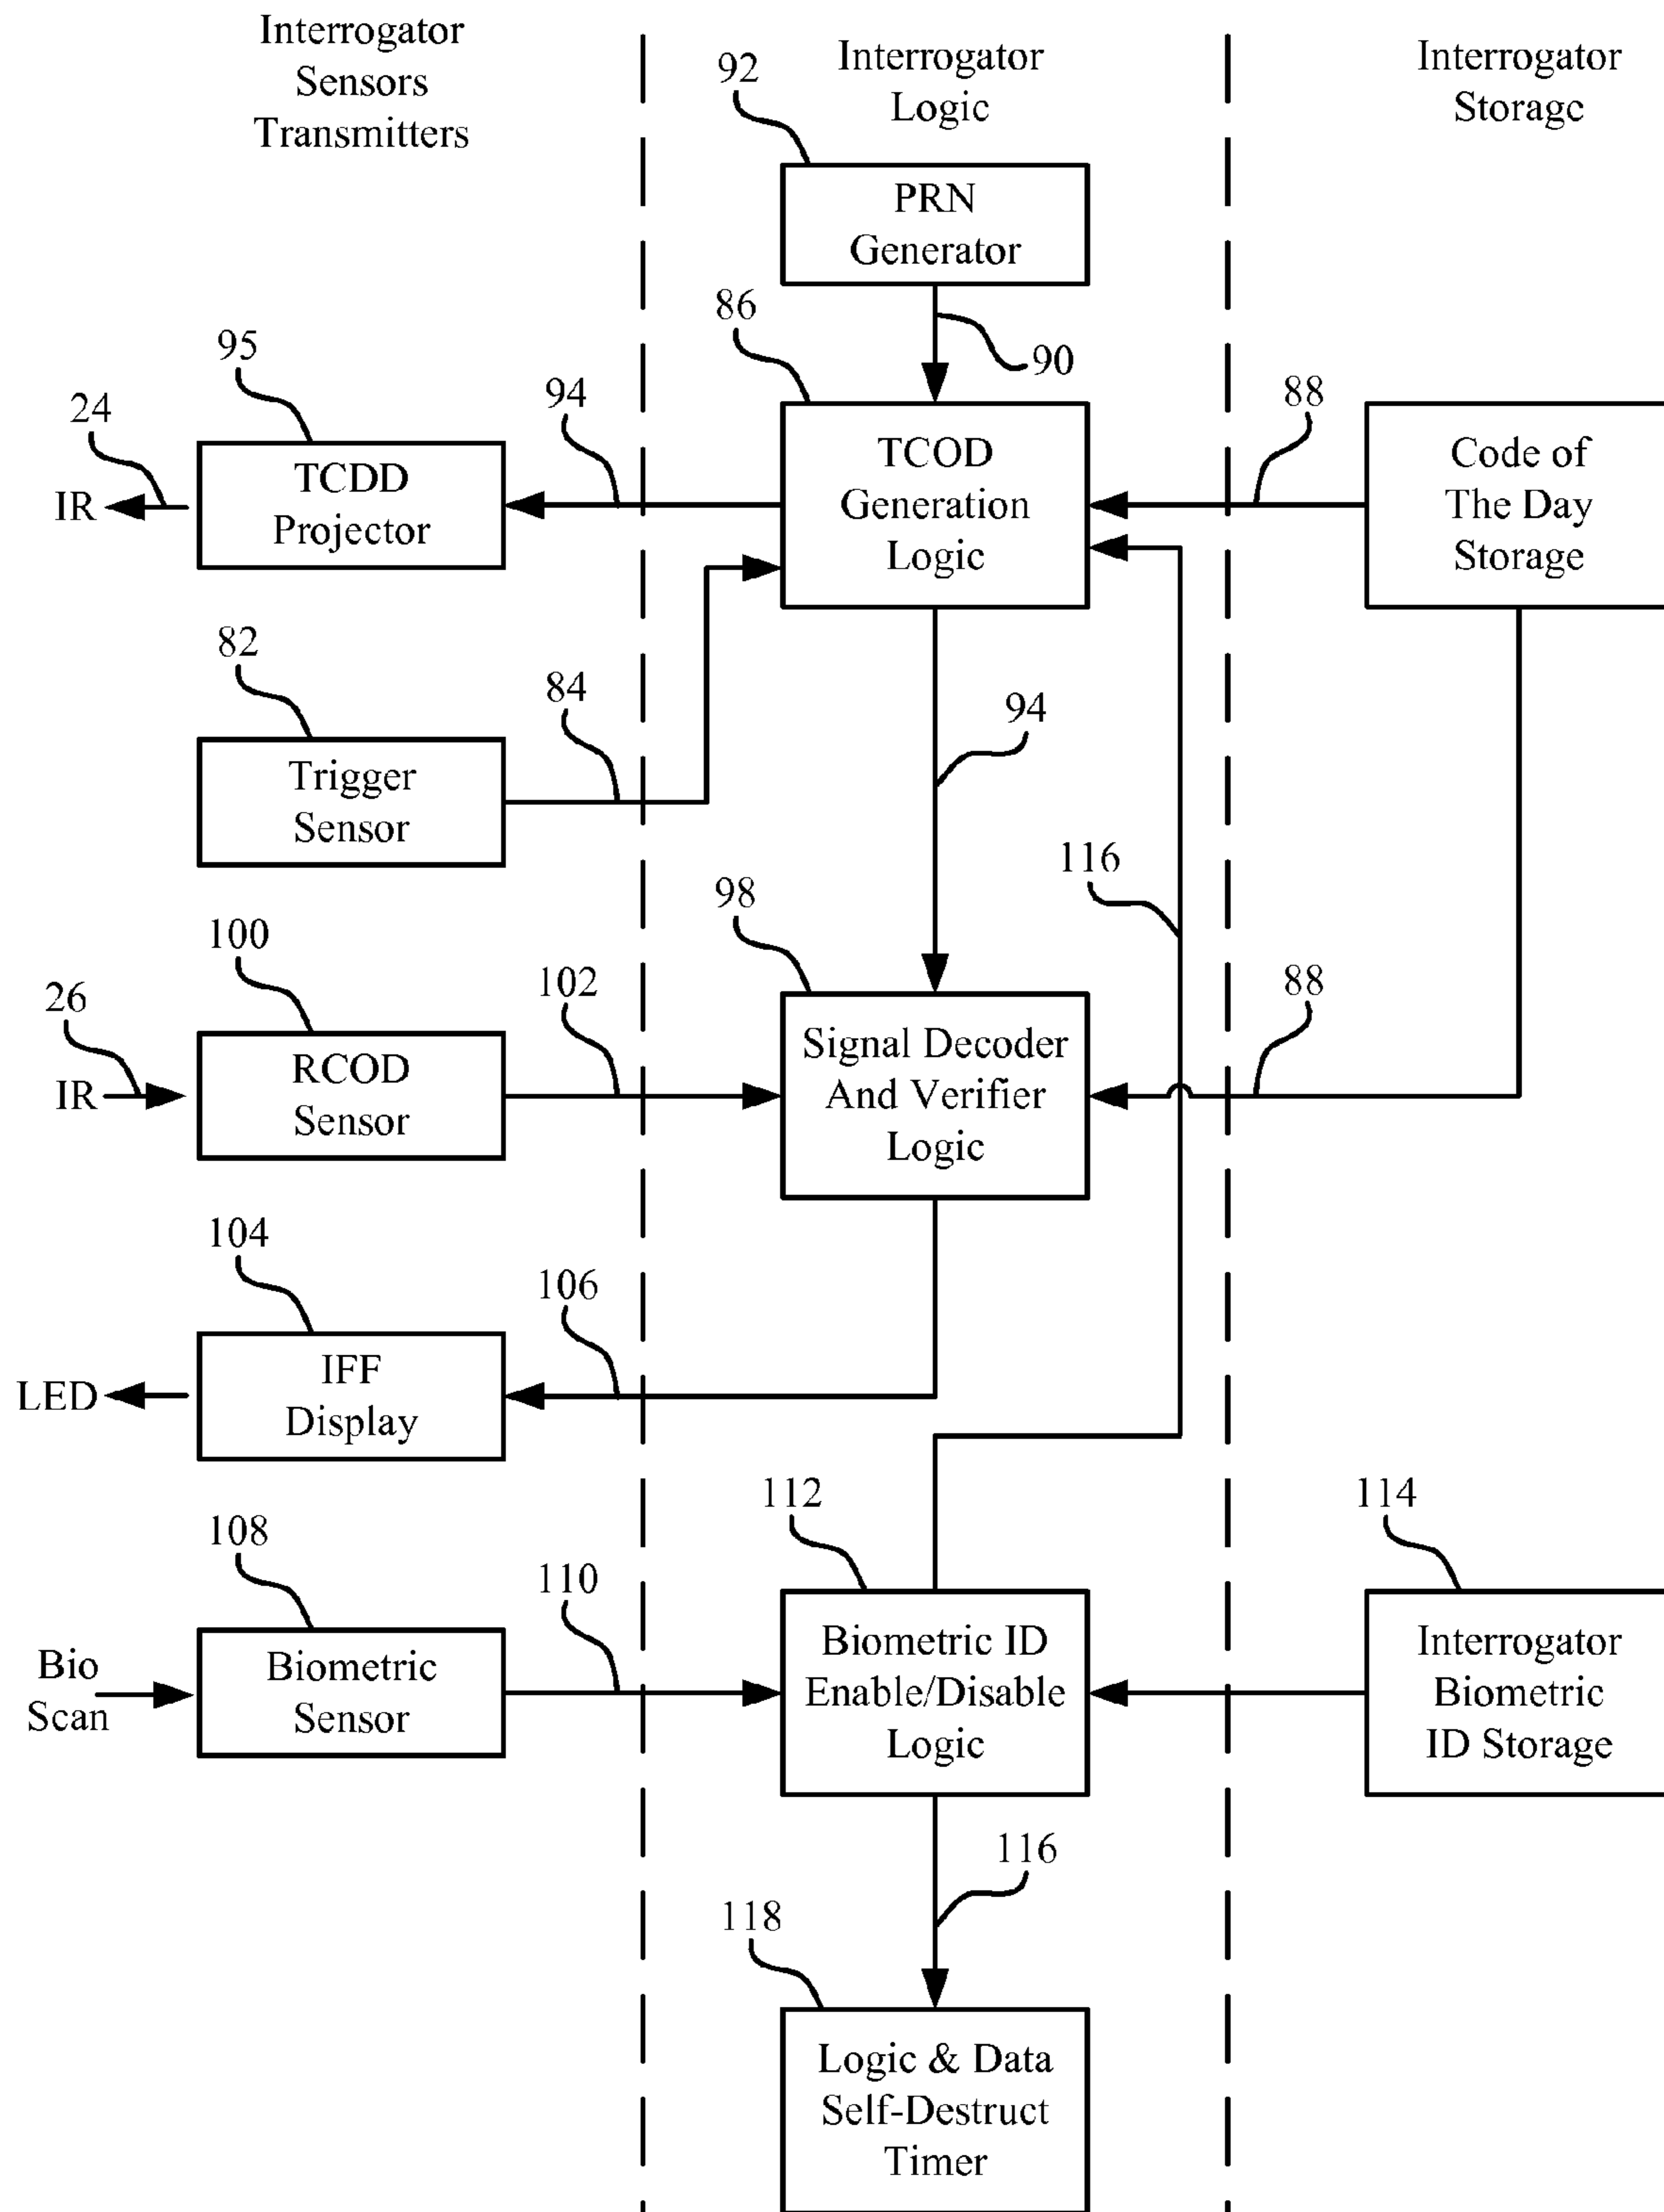 Interrogator
Sensors
Transmitters
Interrogator
Logic
Interrogator
Storage
92
PRN
Generator
90
86
95
24
94
88
IR
TCDD
Projector
TCOD
Generation
Logic
Code of
The Day
Storage
82
84
94
Trigger
Sensor
116
98
100
26
102
88
IR
RCOD
Sensor
Signal Decoder
And Verifier
Logic
104
106
LED
IFF
Display
112
114
108
110
Bio
Scan
Biometric
Sensor
Biometric ID
Enable/Disable
Logic
Interrogator
Biometric
ID Storage
116
118
Logic & Data
Self-Destruct
Timer